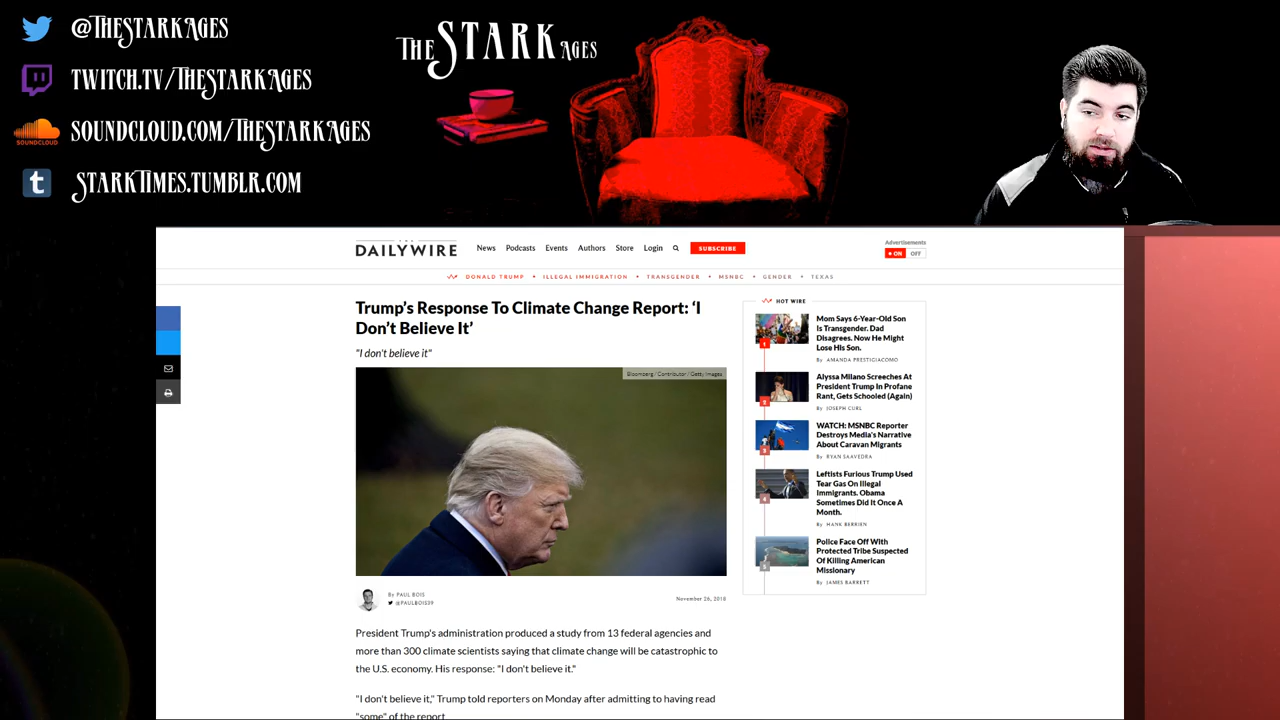 @TheStarkAges
twitch.tv/TheStarkAges
SOUNDCLOUD
soundcloud.com/TheStarkAges
StarkTimes.tumblr.com
The STARK Ages
DAILYWIRE
News Podcasts Events Authors Store Login SUBSCRIBE
Advertisements
ON OFF
DONALD TRUMP • ILLEGAL IMMIGRATION • TRANSGENDER • MSNBC • GENDER • TEXAS
Trump's Response To Climate Change Report: 'I
Don't Believe It'
"I don't believe it"
Bloomberg / Contributor / Getty Images
By PAUL BOIS
@PAULBOIS39
November 26, 2018
President Trump's administration produced a study from 13 federal agencies and
more than 300 climate scientists saying that climate change will be catastrophic to
the U.S. economy. His response: "I don't believe it."
"I don't believe it," Trump told reporters on Monday after admitting to having read
"some" of the report.
HOT WIRE
1
Mom Says 6-Year-Old Son
Is Transgender. Dad
Disagrees. Now He Might
Lose His Son.
By AMANDA PRESTIGIACOMO
2
Alyssa Milano Screeches At
President Trump In Profane
Rant, Gets Schooled (Again)
By JOSEPH CURL
3
WATCH: MSNBC Reporter
Destroys Media's Narrative
About Caravan Migrants
By RYAN SAAVEDRA
4
Leftists Furious Trump Used
Tear Gas On Illegal
Immigrants. Obama
Sometimes Did It Once A
Month.
By HANK BERRIEN
5
Police Face Off With
Protected Tribe Suspected
Of Killing American
Missionary
By JAMES BARRETT